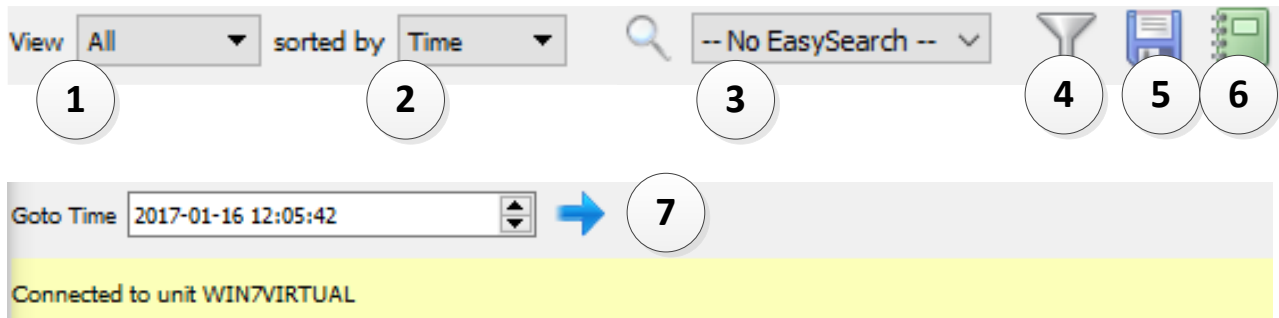 View All sorted by Time -- No EasySearch --
1 2 3 4 5 6
Goto Time 2017-01-16 12:05:42 7
Connected to unit WIN7VIRTUAL